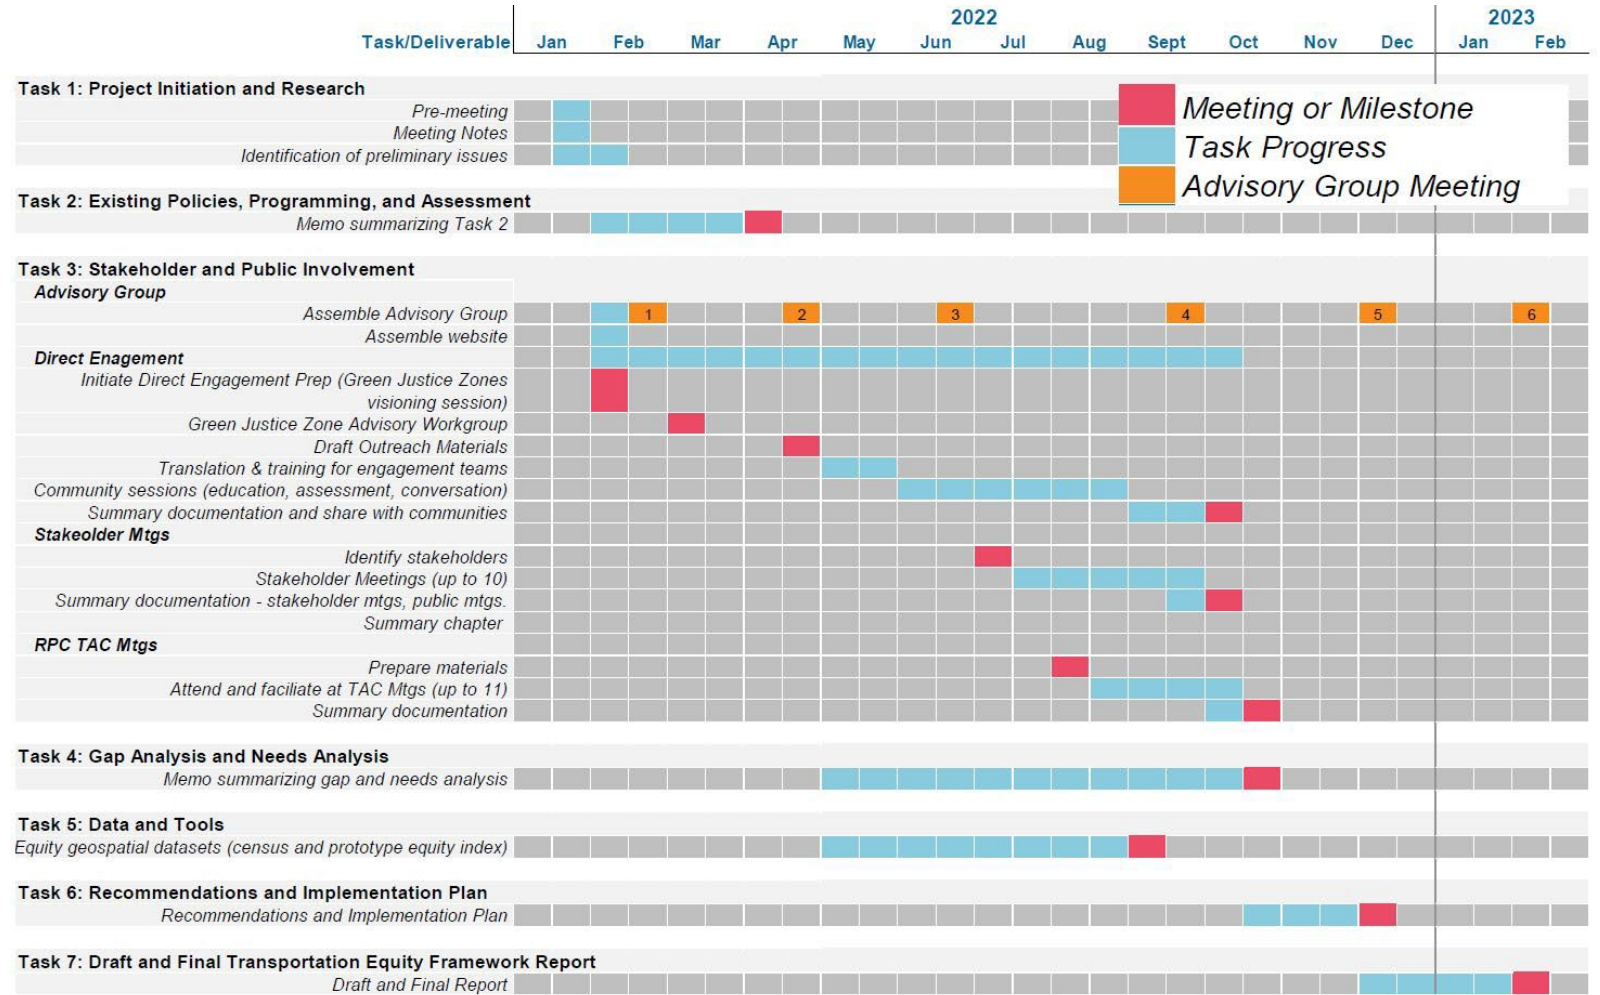 2022 2023
Task/Deliverable Jan Feb Mar Apr May Jun Jul Aug Sept Oct Nov Dec Jan Feb
Task 1: Project Initiation and Research
Pre-meeting
Meeting Notes
Identification of preliminary issues
Meeting or Milestone
Task Progress
Advisory Group Meeting
Task 2: Existing Policies, Programming, and Assessment
Memo summarizing Task 2
Task 3: Stakeholder and Public Involvement
Advisory Group
Assemble Advisory Group 1 2 3 4 5 6
Assemble website
Direct Enagement
Initiate Direct Engagement Prep (Green Justice Zones
visioning session)
Green Justice Zone Advisory Workgroup
Draft Outreach Materials
Translation & training for engagement teams
Community sessions (education, assessment, conversation)
Summary documentation and share with communities
Stakeolder Mtgs
Identify stakeholders
Stakeholder Meetings (up to 10)
Summary documentation - stakeholder mtgs, public mtgs.
Summary chapter
RPC TAC Mtgs
Prepare materials
Attend and faciliate at TAC Mtgs (up to 11)
Summary documentation
Task 4: Gap Analysis and Needs Analysis
Memo summarizing gap and needs analysis
Task 5: Data and Tools
Equity geospatial datasets (census and prototype equity index)
Task 6: Recommendations and Implementation Plan
Recommendations and Implementation Plan
Task 7: Draft and Final Transportation Equity Framework Report
Draft and Final Report